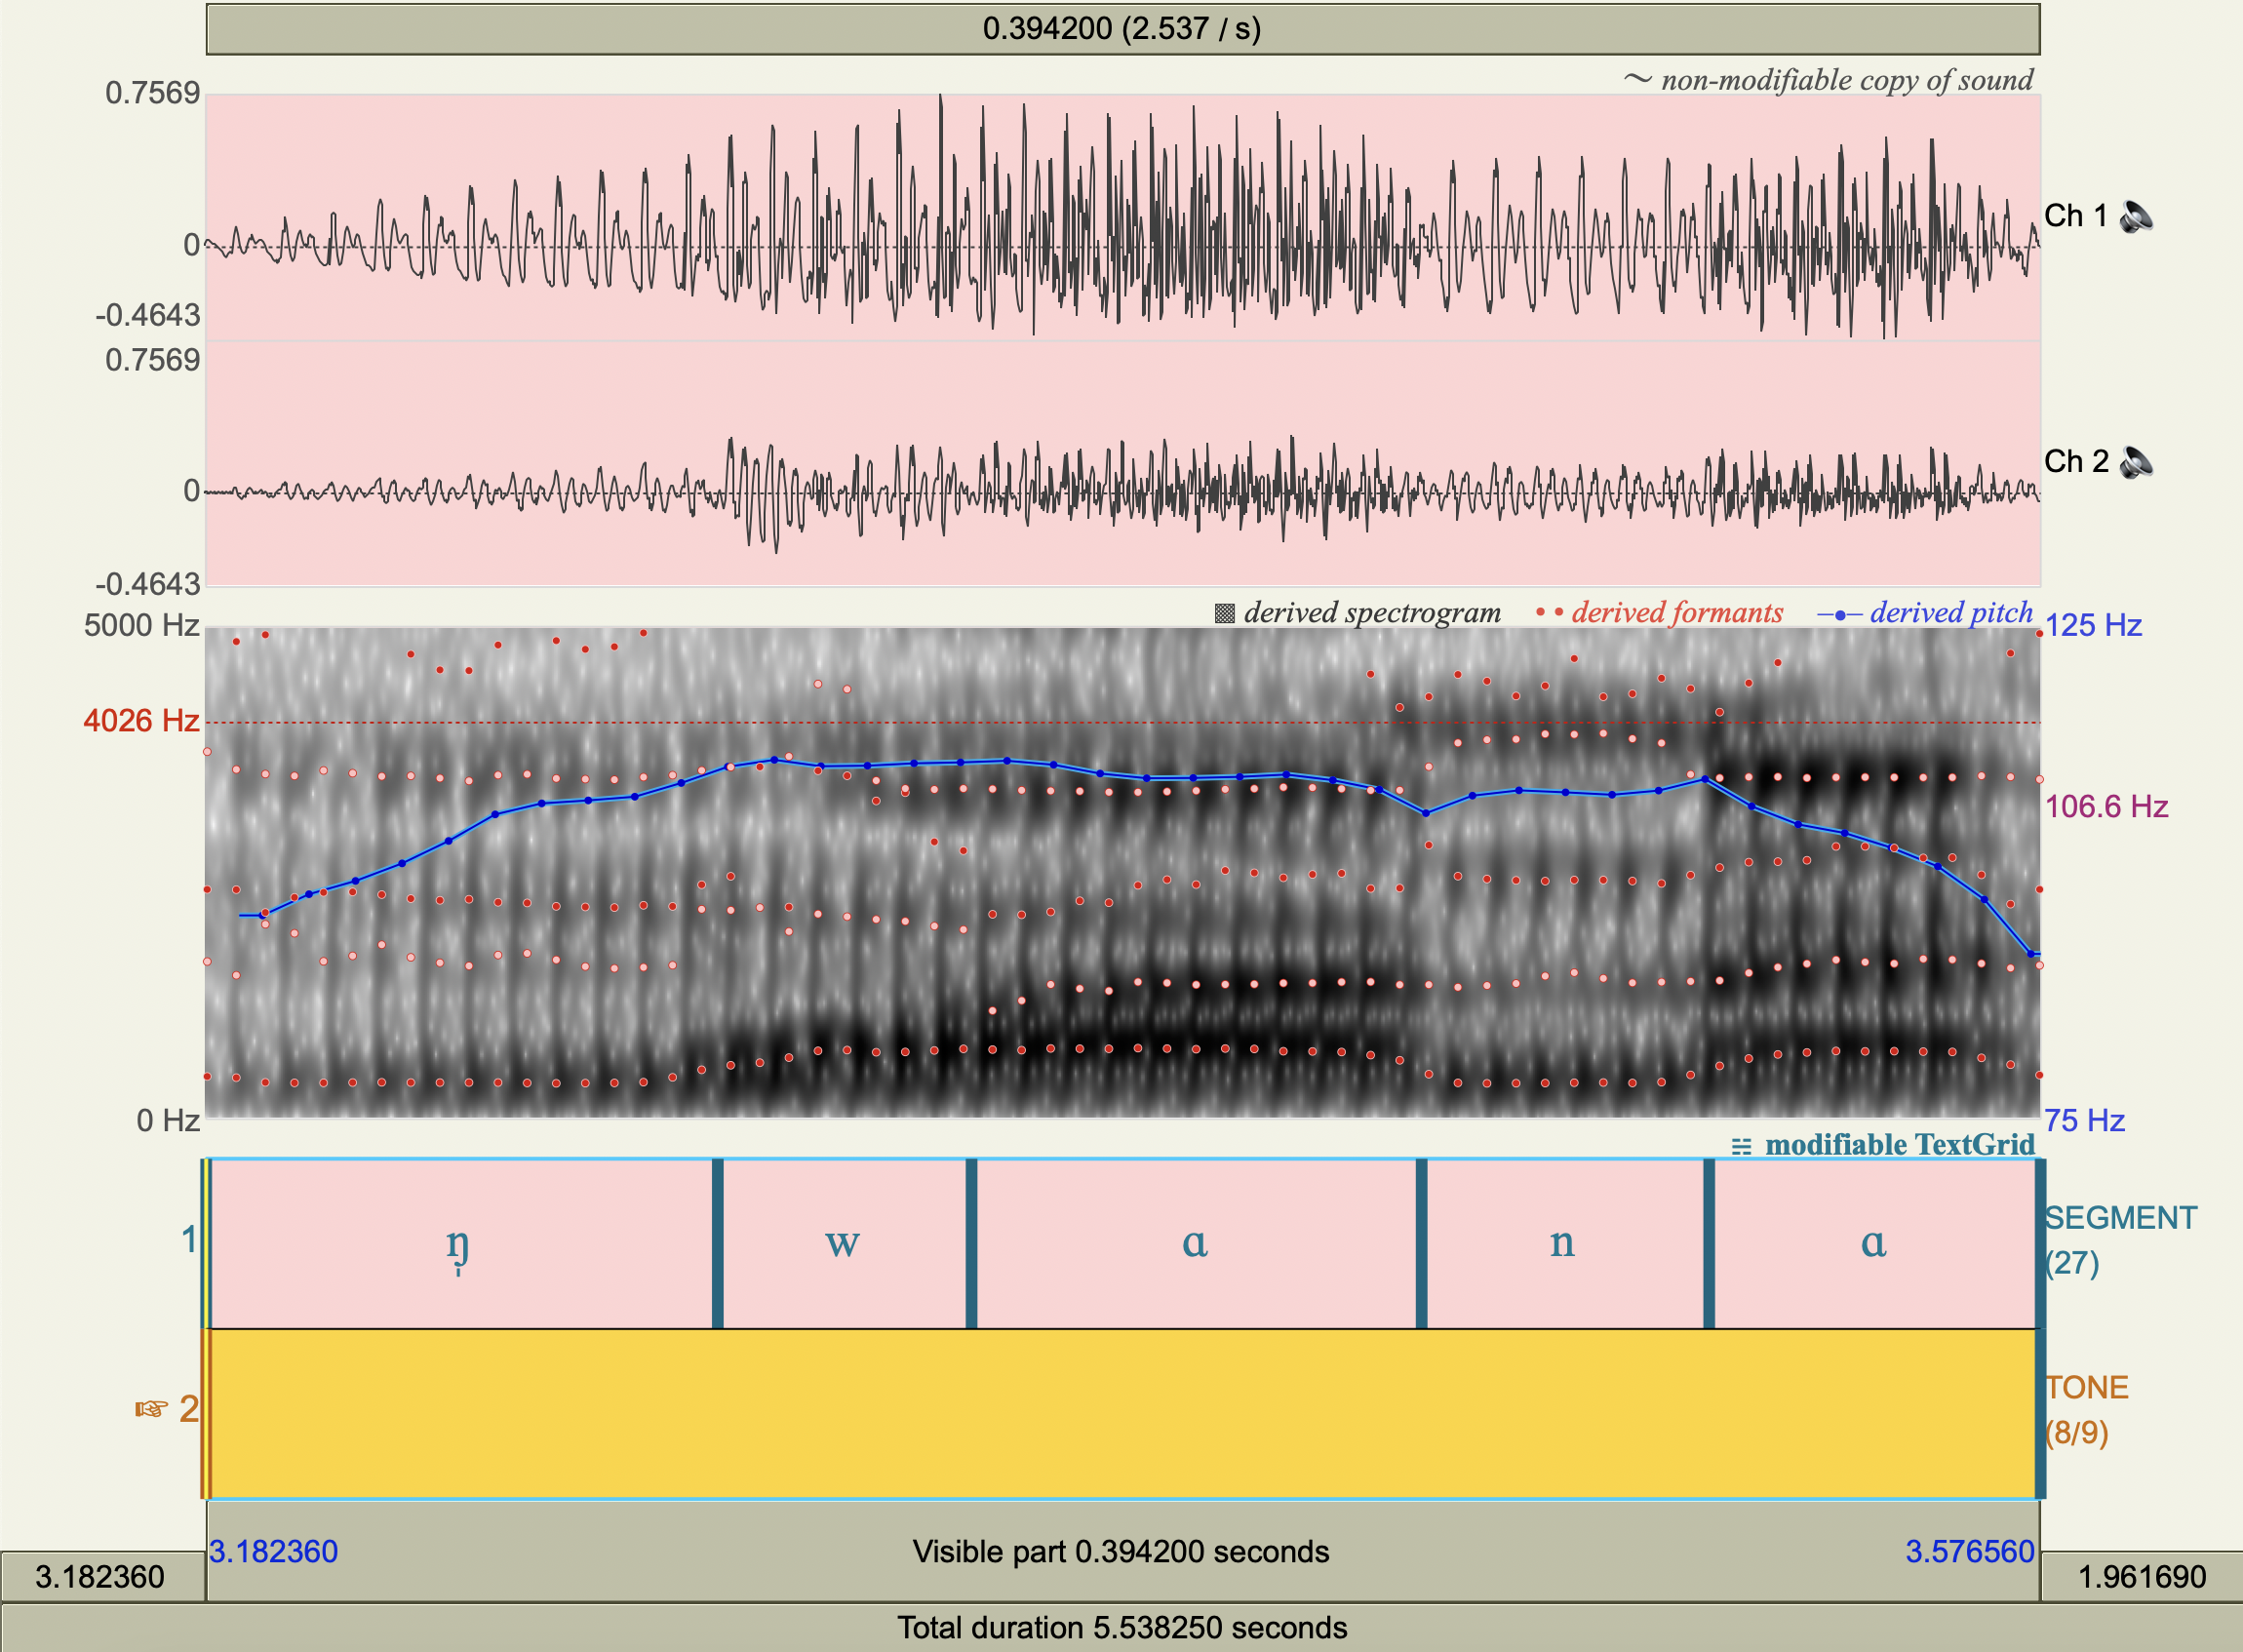 0.394200 (2.537 / s)
～ non-modifiable copy of sound
0.7569
0
-0.4643
Ch 1
0.7569
0
-0.4643
Ch 2
derived spectrogram derived formants derived pitch
5000 Hz
125 Hz
4026 Hz
106.6 Hz
0 Hz
75 Hz
modifiable TextGrid
1 ŋ̩ w ɑ n ɑ SEGMENT
(27)
☞ 2 TONE
(8/9)
3.182360 Visible part 0.394200 seconds 3.576560
3.182360 1.961690
Total duration 5.538250 seconds